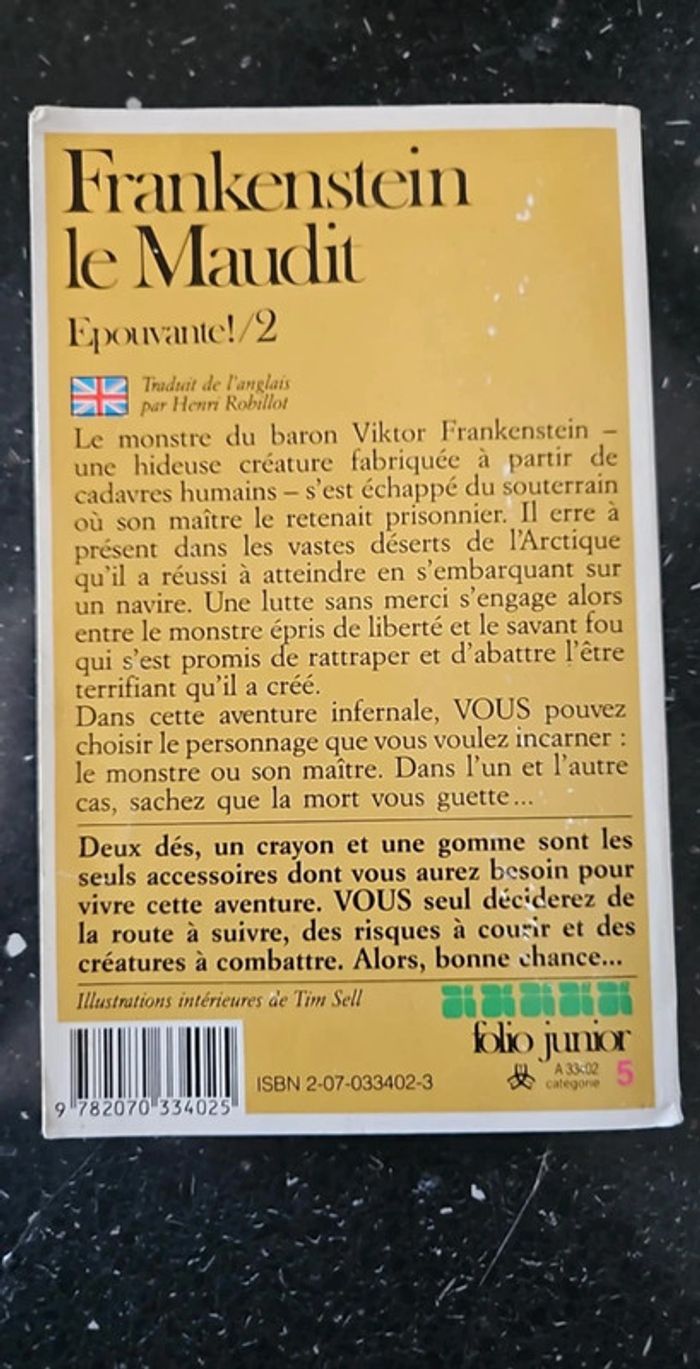 Frankenstein
le Maudit
Epouvante!/2
Traduit de l'anglais
par Henri Robillot
Le monstre du baron Viktor Frankenstein –
une hideuse créature fabriquée à partir de
cadavres humains – s'est échappé du souterrain
où son maître le retenait prisonnier. Il erre à
présent dans les vastes déserts de l'Arctique
qu'il a réussi à atteindre en s'embarquant sur
un navire. Une lutte sans merci s'engage alors
entre le monstre épris de liberté et le savant fou
qui s'est promis de rattraper et d'abattre l'être
terrifiant qu'il a créé.
Dans cette aventure infernale, VOUS pouvez
choisir le personnage que vous voulez incarner :
le monstre ou son maître. Dans l'un et l'autre
cas, sachez que la mort vous guette...
Deux dés, un crayon et une gomme sont les
seuls accessoires dont vous aurez besoin pour
vivre cette aventure. VOUS seul déciderez de
la route à suivre, des risques à courir et des
créatures à combattre. Alors, bonne chance...
Illustrations intérieures de Tim Sell
folio junior
ISBN 2-07-033402-3
A 33402
catégorie 5
9 782070 334025